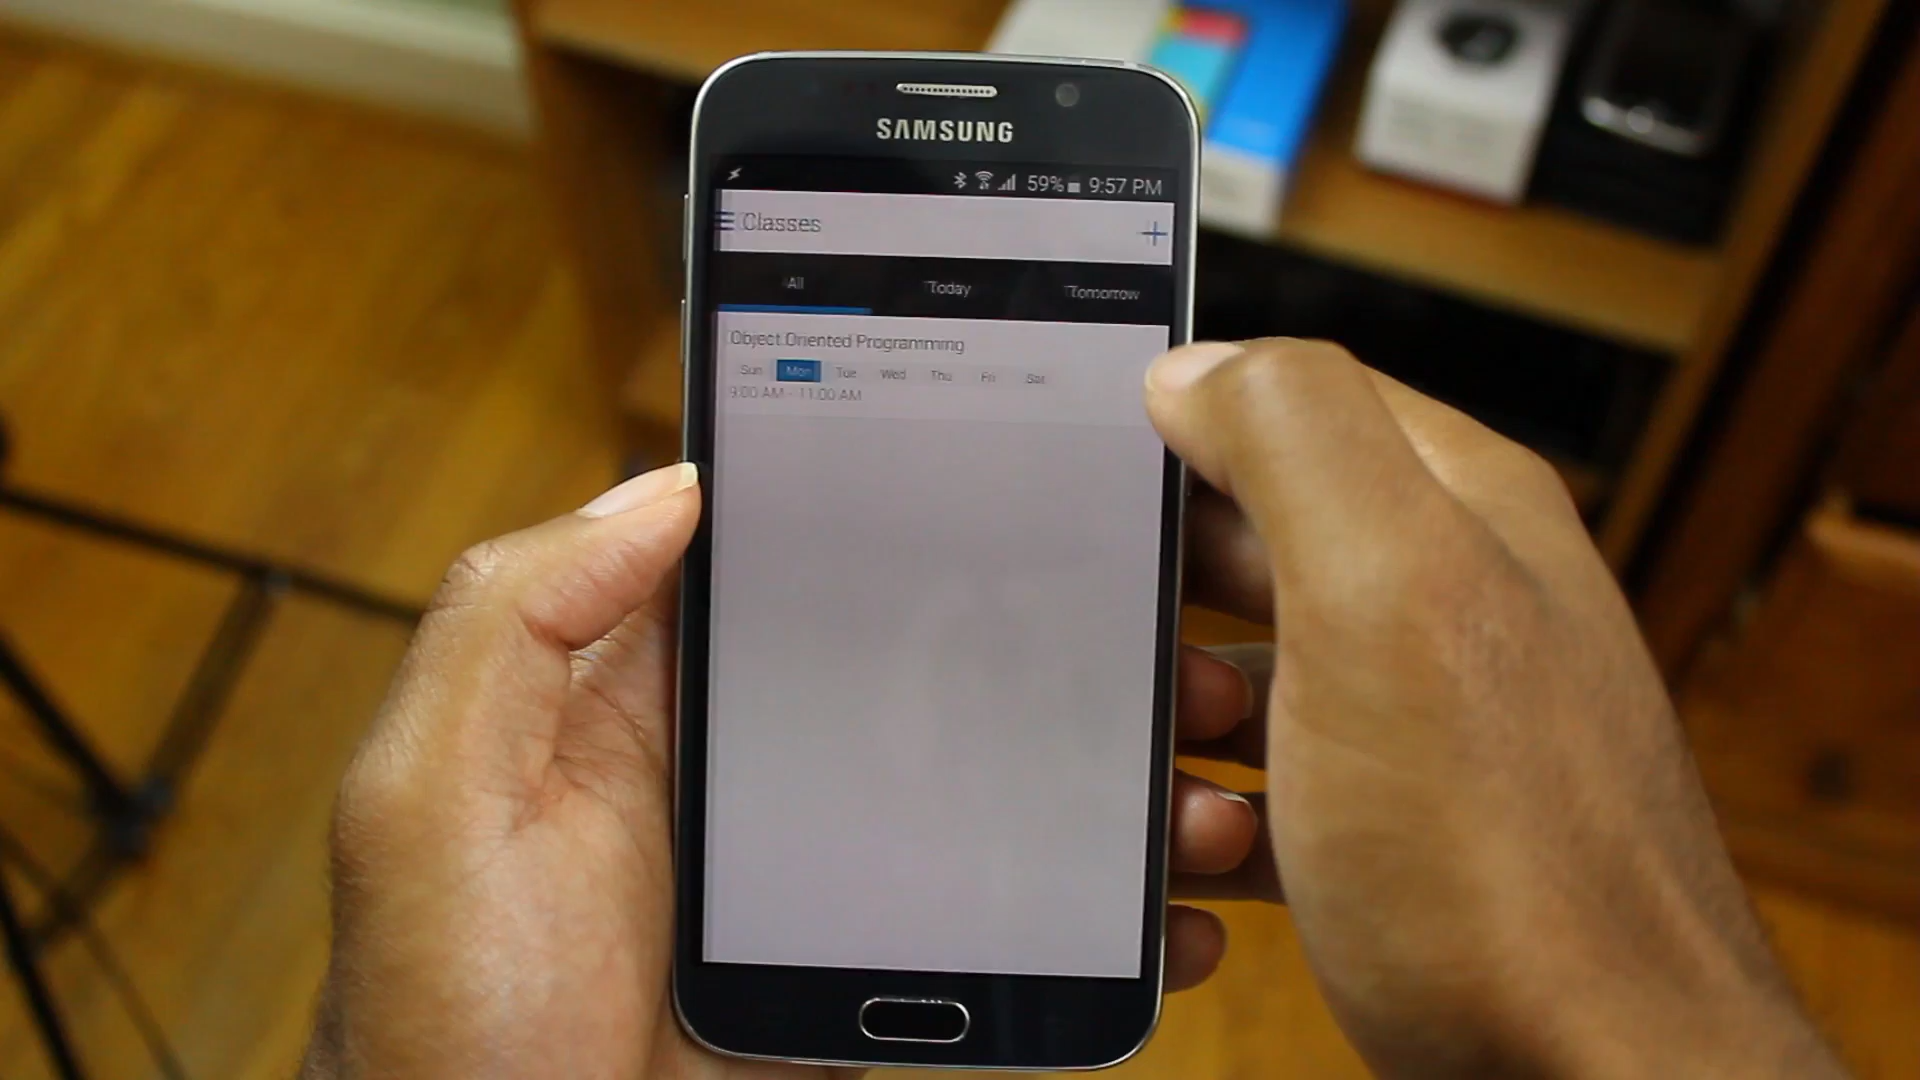 SAMSUNG
59% 9:57 PM
Classes +
All Today Tomorrow
Object Oriented Programming
Sun Mon Tue Wed Thu Fri Sat
9:00 AM - 11:00 AM